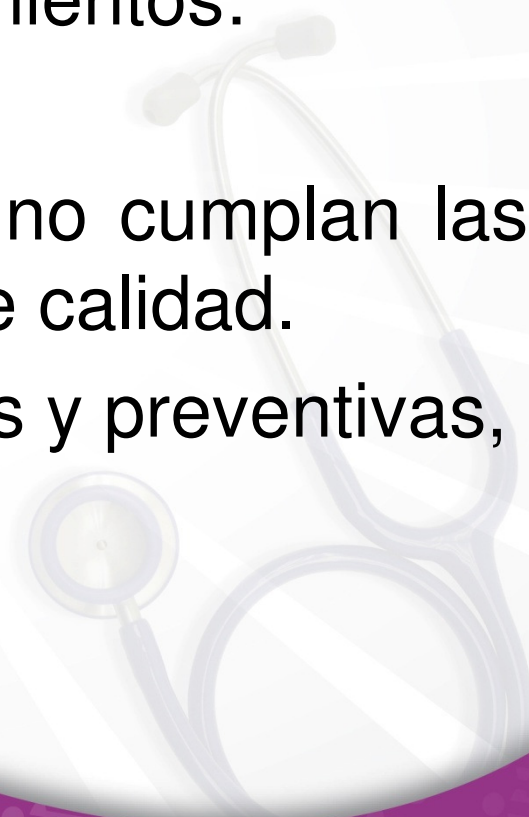 no cumplan las
e calidad.
s y preventivas,